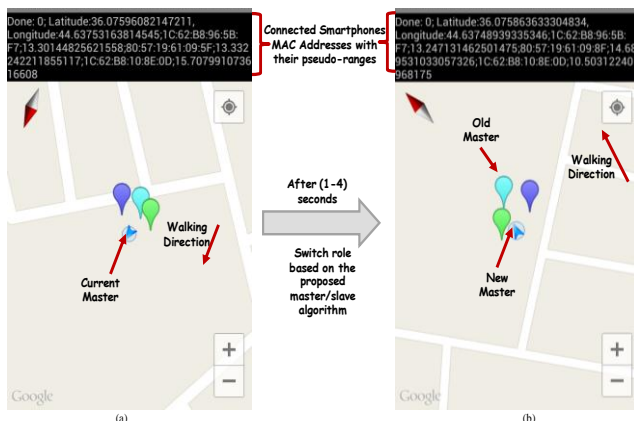 Done: 0; Latitude:36.07596082147211,
Longitude:44.63753163814545;1C:62:B8:96:5B:
F7;13.30144825621558;80:57:19:61:09:5F;13.332
242211855117;1C:62:B8:10:8E:0D;15.7079910736
16608
Connected Smartphones
MAC Addresses with
their pseudo-ranges
Done: 0; Latitude:36.075863633304834,
Longitude:44.63748939335346;1C:62:B8:96:5B:
F7;13.247131462501475;80:57:19:61:09:5F;14.68
9531033057326;1C:62:B8:10:8E:0D;10.50312240
968175
Walking
Direction
Current
Master
After (1-4)
seconds
Switch role
based on the
proposed
master/slave
algorithm
Old
Master
Walking
Direction
New
Master
+
−
Google
+
−
Google
(a)
(b)